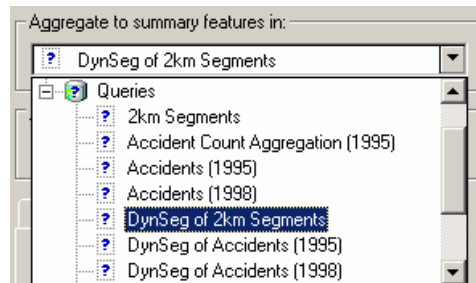 Aggregate to summary features in:
DynSeg of 2km Segments
Queries
2km Segments
Accident Count Aggregation (1995)
Accidents (1995)
Accidents (1998)
DynSeg of 2km Segments
DynSeg of Accidents (1995)
DynSeg of Accidents (1998)